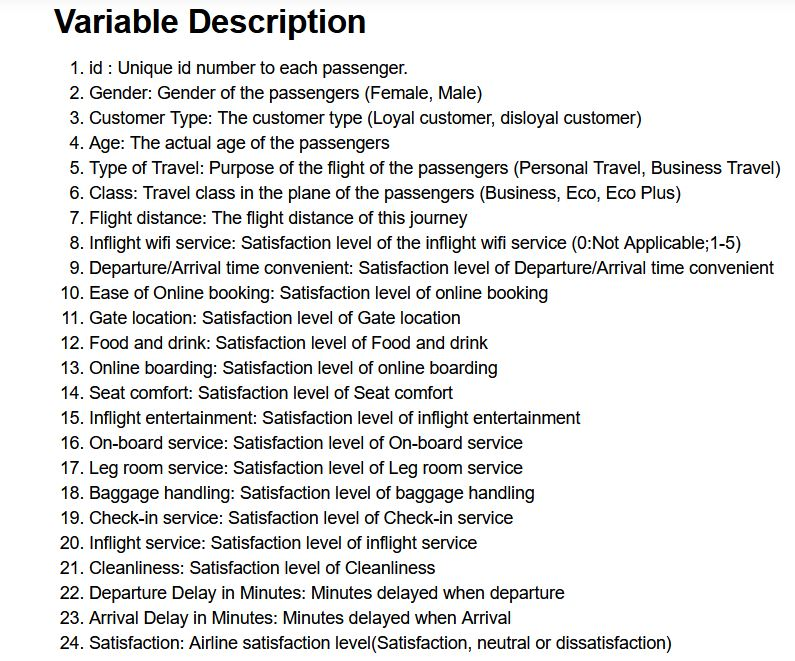 Variable Description
1. id : Unique id number to each passenger.
2. Gender: Gender of the passengers (Female, Male)
3. Customer Type: The customer type (Loyal customer, disloyal customer)
4. Age: The actual age of the passengers
5. Type of Travel: Purpose of the flight of the passengers (Personal Travel, Business Travel)
6. Class: Travel class in the plane of the passengers (Business, Eco, Eco Plus)
7. Flight distance: The flight distance of this journey
8. Inflight wifi service: Satisfaction level of the inflight wifi service (0:Not Applicable;1-5)
9. Departure/Arrival time convenient: Satisfaction level of Departure/Arrival time convenient
10. Ease of Online booking: Satisfaction level of online booking
11. Gate location: Satisfaction level of Gate location
12. Food and drink: Satisfaction level of Food and drink
13. Online boarding: Satisfaction level of online boarding
14. Seat comfort: Satisfaction level of Seat comfort
15. Inflight entertainment: Satisfaction level of inflight entertainment
16. On-board service: Satisfaction level of On-board service
17. Leg room service: Satisfaction level of Leg room service
18. Baggage handling: Satisfaction level of baggage handling
19. Check-in service: Satisfaction level of Check-in service
20. Inflight service: Satisfaction level of inflight service
21. Cleanliness: Satisfaction level of Cleanliness
22. Departure Delay in Minutes: Minutes delayed when departure
23. Arrival Delay in Minutes: Minutes delayed when Arrival
24. Satisfaction: Airline satisfaction level(Satisfaction, neutral or dissatisfaction)